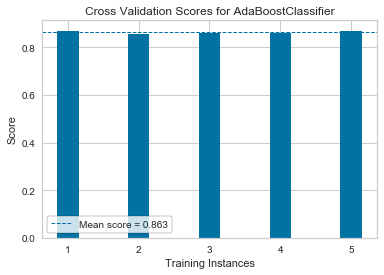 Cross Validation Scores for AdaBoostClassifier
Score
0.8
0.6
0.4
0.2
0.0
Mean score = 0.863
1 2 3 4 5
Training Instances